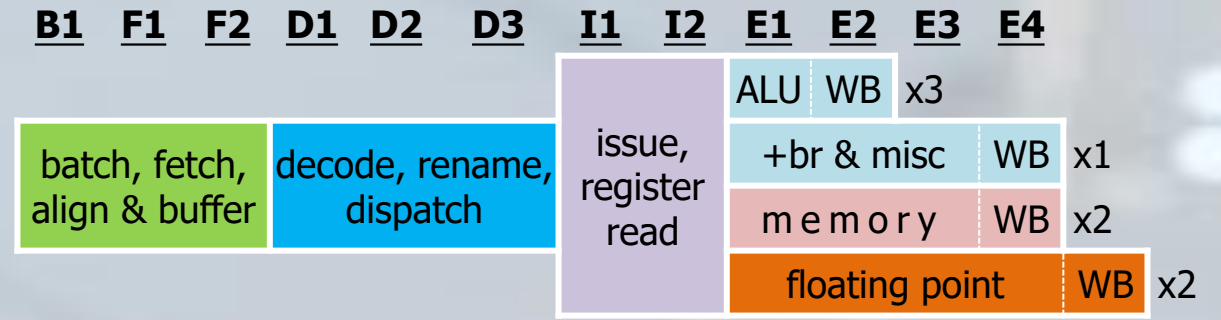 B1 F1 F2 D1 D2 D3 I1 I2 E1 E2 E3 E4
ALU WB x3
batch, fetch,
align & buffer
decode, rename,
dispatch
issue,
register
read
+br & misc WB x1
memory WB x2
floating point WB x2